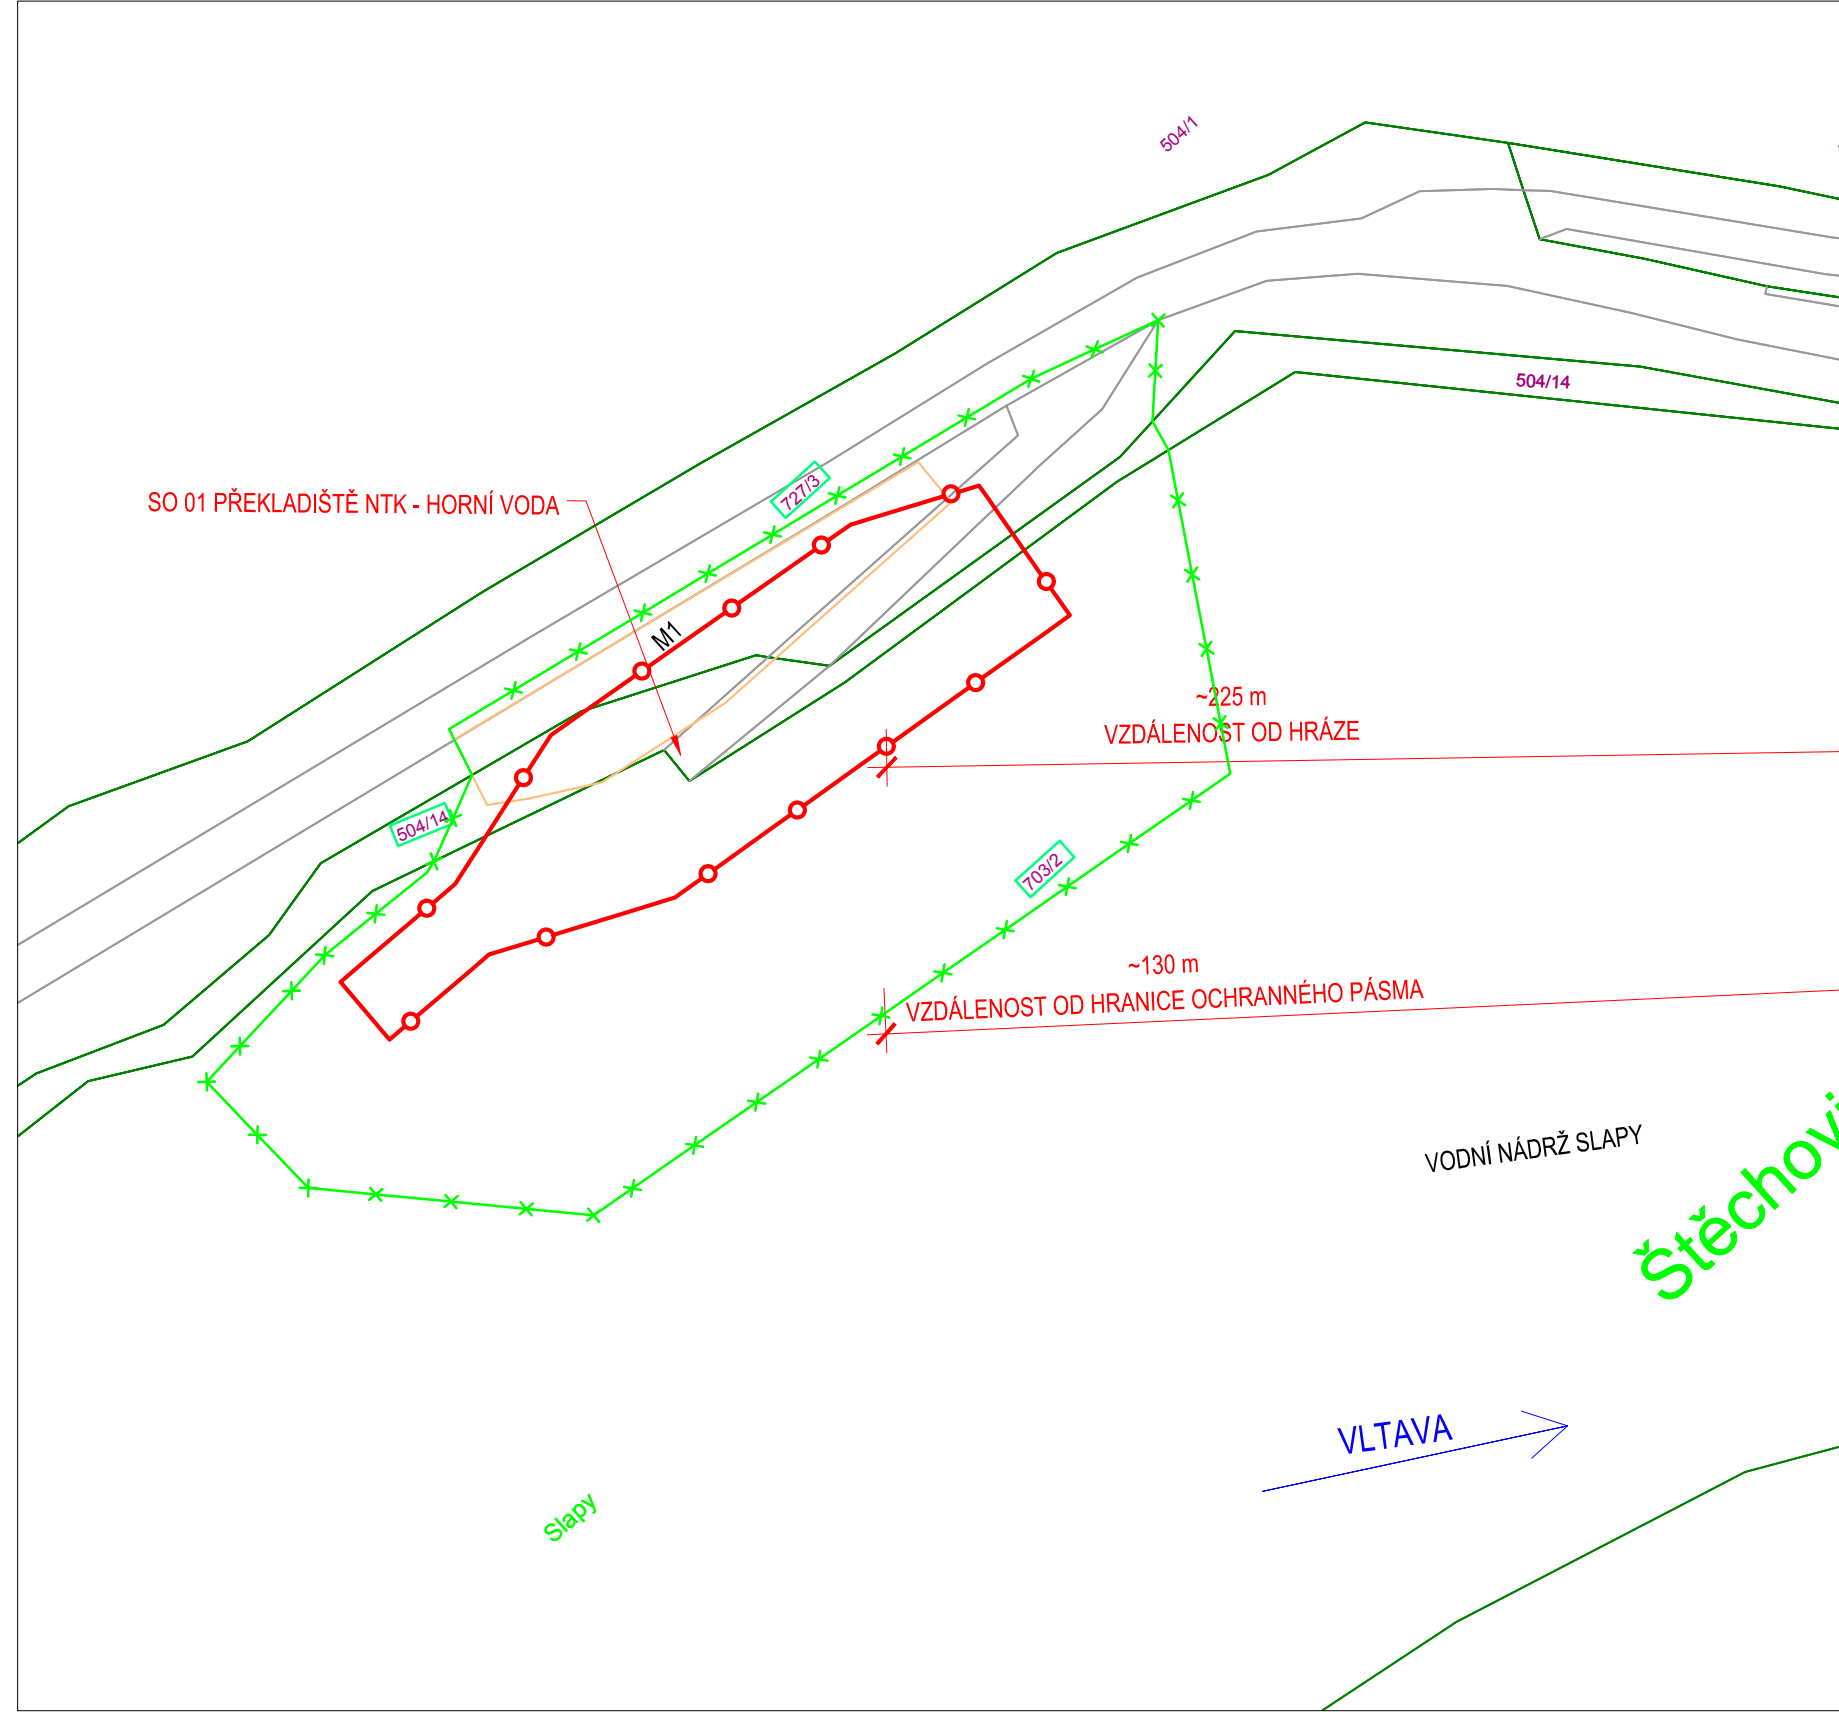 504/1
504/14
727/3
SO 01 PŘEKLADIŠTĚ NTK - HORNÍ VODA
M1
~225 m
VZDÁLENOST OD HRÁZE
504/14
703/2
~130 m
VZDÁLENOST OD HRANICE OCHRANNÉHO PÁSMA
VODNÍ NÁDRŽ SLAPY
Štěchovi
VLTAVA
Slapy